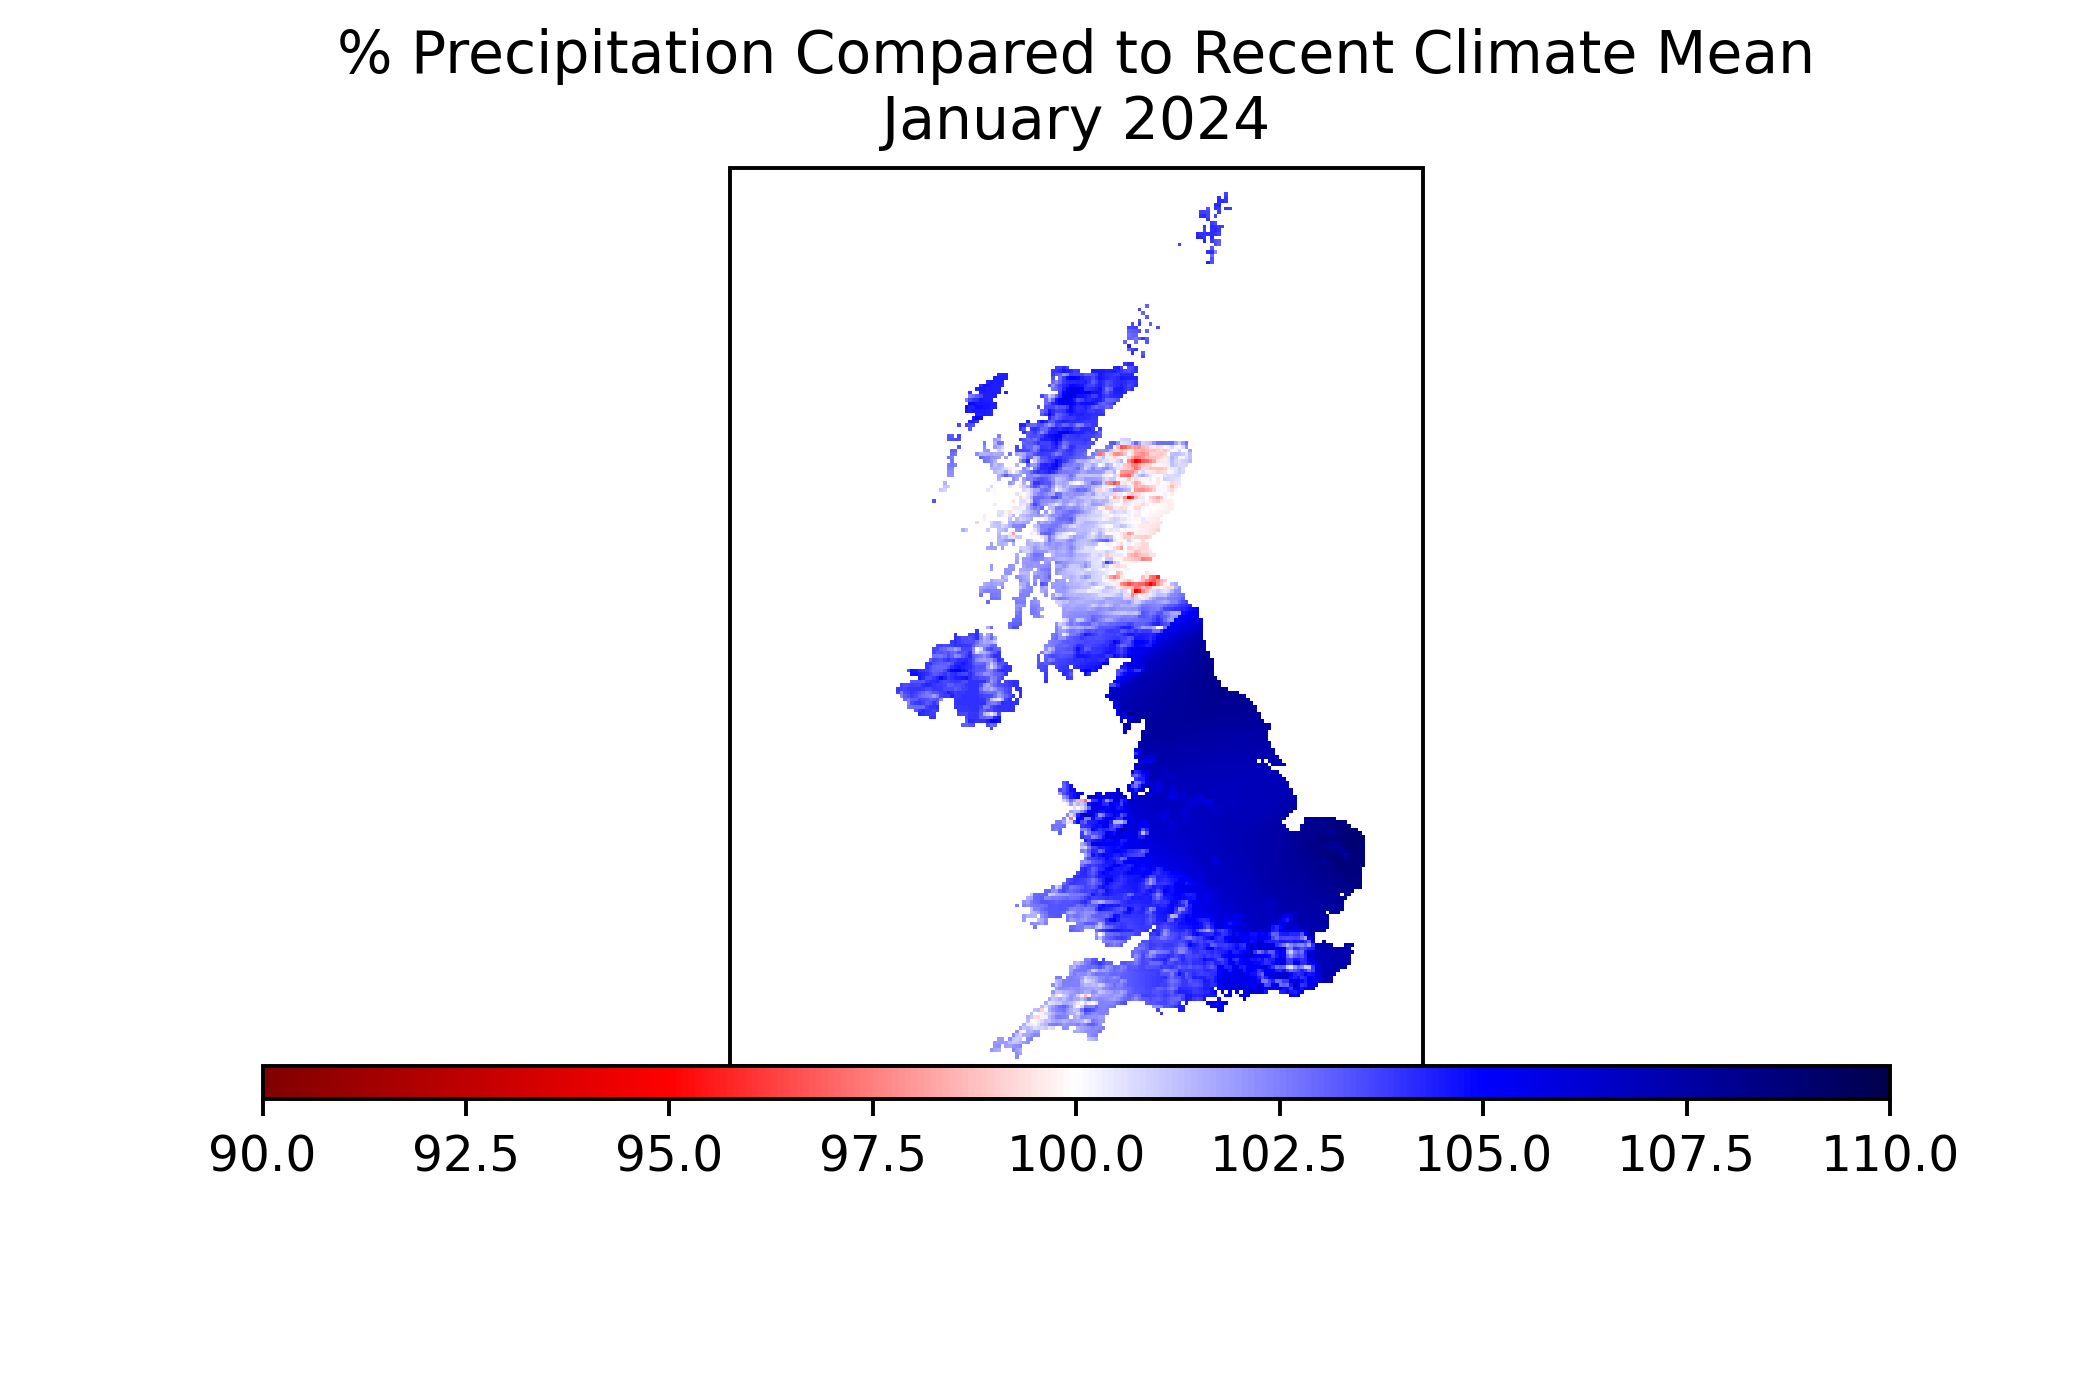 % Precipitation Compared to Recent Climate Mean
January 2024
90.0 92.5 95.0 97.5 100.0 102.5 105.0 107.5 110.0